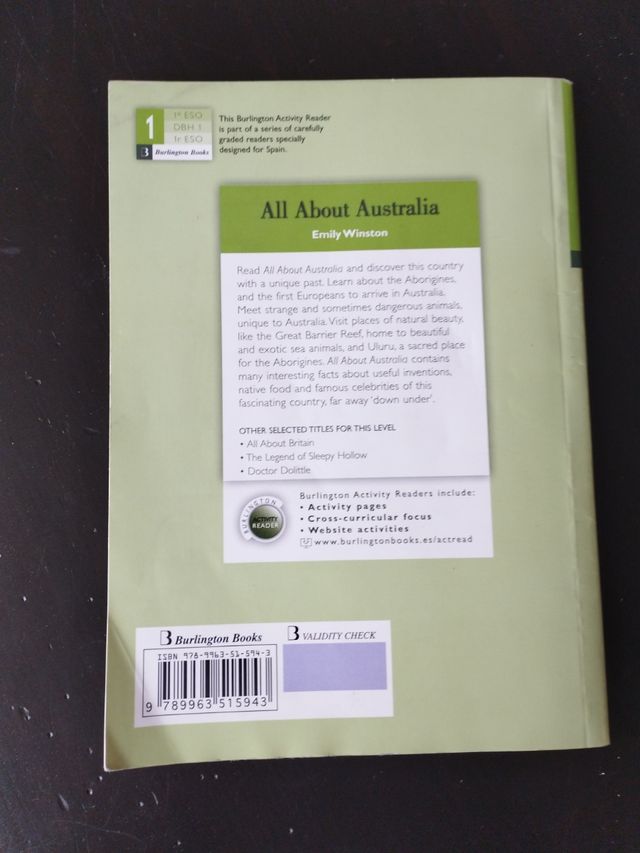 1
1º ESO
DBH 1
1r ESO
B Burlington Books
This Burlington Activity Reader
is part of a series of carefully
graded readers specially
designed for Spain.
All About Australia
Emily Winston
Read All About Australia and discover this country
with a unique past. Learn about the Aborigines,
and the first Europeans to arrive in Australia.
Meet strange and sometimes dangerous animals,
unique to Australia. Visit places of natural beauty,
like the Great Barrier Reef, home to beautiful
and exotic sea animals, and Uluru, a sacred place
for the Aborigines. All About Australia contains
many interesting facts about useful inventions,
native food and famous celebrities of this
fascinating country, far away 'down under'.
OTHER SELECTED TITLES FOR THIS LEVEL
• All About Britain
• The Legend of Sleepy Hollow
• Doctor Dolittle
BURLINGTON
ACTIVITY
READER
Burlington Activity Readers include:
• Activity pages
• Cross-curricular focus
• Website activities
www.burlingtonbooks.es/actread
B Burlington Books
B VALIDITY CHECK
ISBN 978-9963-51-594-3
9 789963 515943